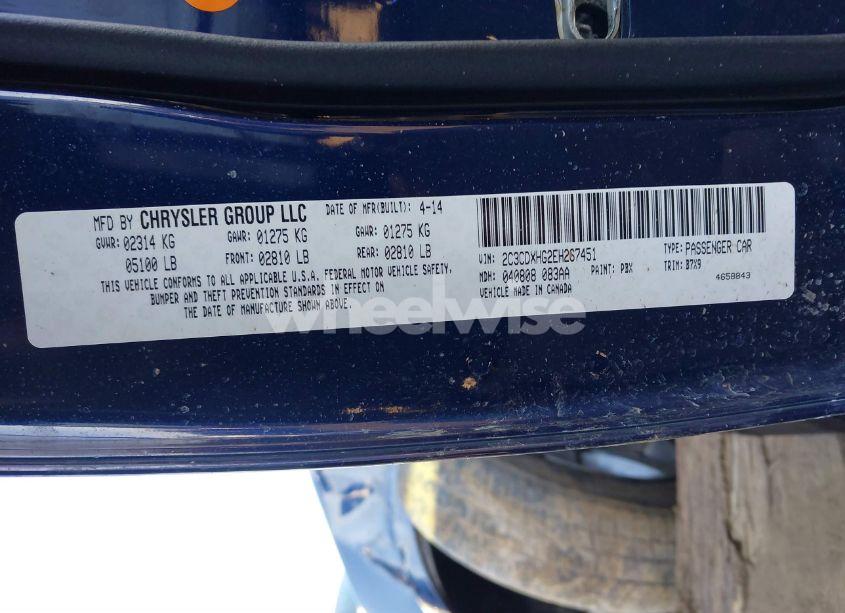 MFD BY CHRYSLER GROUP LLC DATE OF MFR(BUILT): 4-14
GVWR: 02314 KG GAWR: 01275 KG GAWR: 01275 KG
05100 LB FRONT: 02810 LB REAR: 02810 LB
THIS VEHICLE CONFORMS TO ALL APPLICABLE U.S.A. FEDERAL MOTOR VEHICLE SAFETY,
BUMPER AND THEFT PREVENTION STANDARDS IN EFFECT ON
THE DATE OF MANUFACTURE SHOWN ABOVE.
VIN: 2C3CDXHG2EH267451 TYPE: PASSENGER CAR
MDH: 040808 083AA PAINT: PBX TRIM: B7X9
VEHICLE MADE IN CANADA 4658843
wheelwise